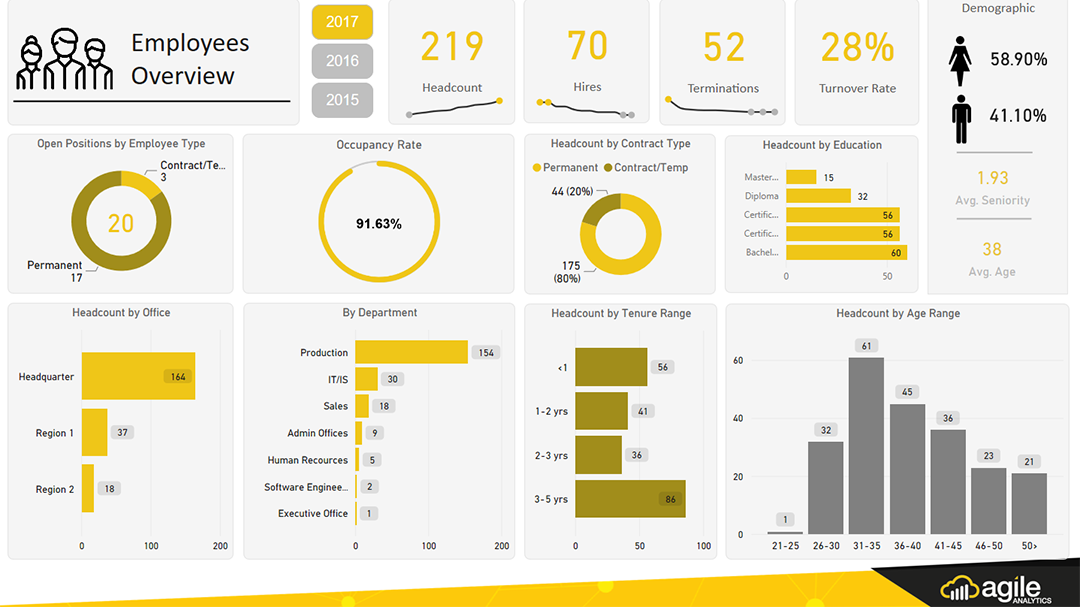 Employees
Overview
2017
2016
2015
219
Headcount
70
Hires
52
Terminations
28%
Turnover Rate
Demographic
58.90%
41.10%
1.93
Avg. Seniority
38
Avg. Age
Open Positions by Employee Type
Contract/Te...
3
20
Permanent
17
Occupancy Rate
91.63%
Headcount by Contract Type
Permanent Contract/Temp
44 (20%)
175
(80%)
Headcount by Education
Master... 15
Diploma 32
Certific... 56
Certific... 56
Bachel... 60
0 50
Headcount by Office
Headquarter 164
Region 1 37
Region 2 18
0 100 200
By Department
Production 154
IT/IS 30
Sales 18
Admin Offices 9
Human Recources 5
Software Enginee... 2
Executive Office 1
0 100 200
Headcount by Tenure Range
<1 56
1-2 yrs 41
2-3 yrs 36
3-5 yrs 86
0 50 100
Headcount by Age Range
60
40
20
0
1 32 61 45 36 23 21
21-25 26-30 31-35 36-40 41-45 46-50 50>
agile
ANALYTICS